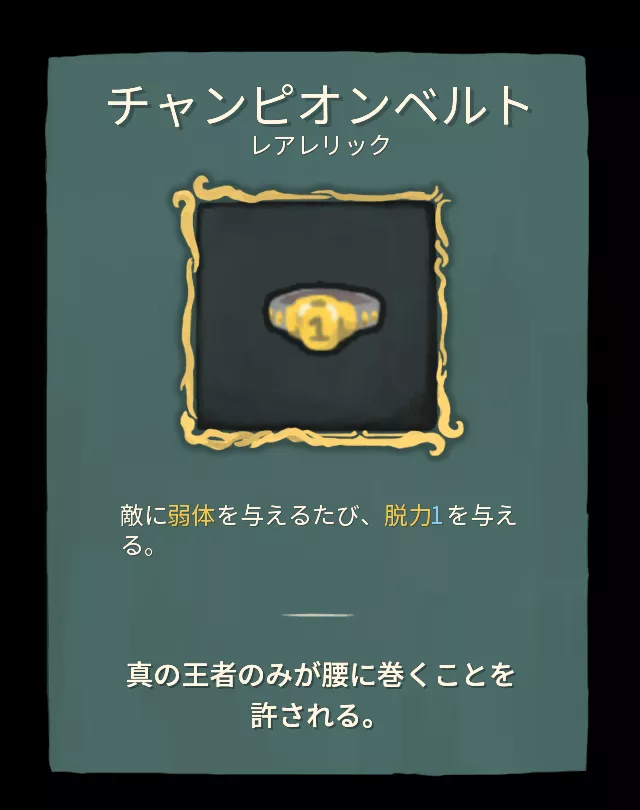 チャンピオンベルト
レアレリック
1
敵に弱体を与えるたび、脱力1を与え
る。
真の王者のみが腰に巻くことを
許される。